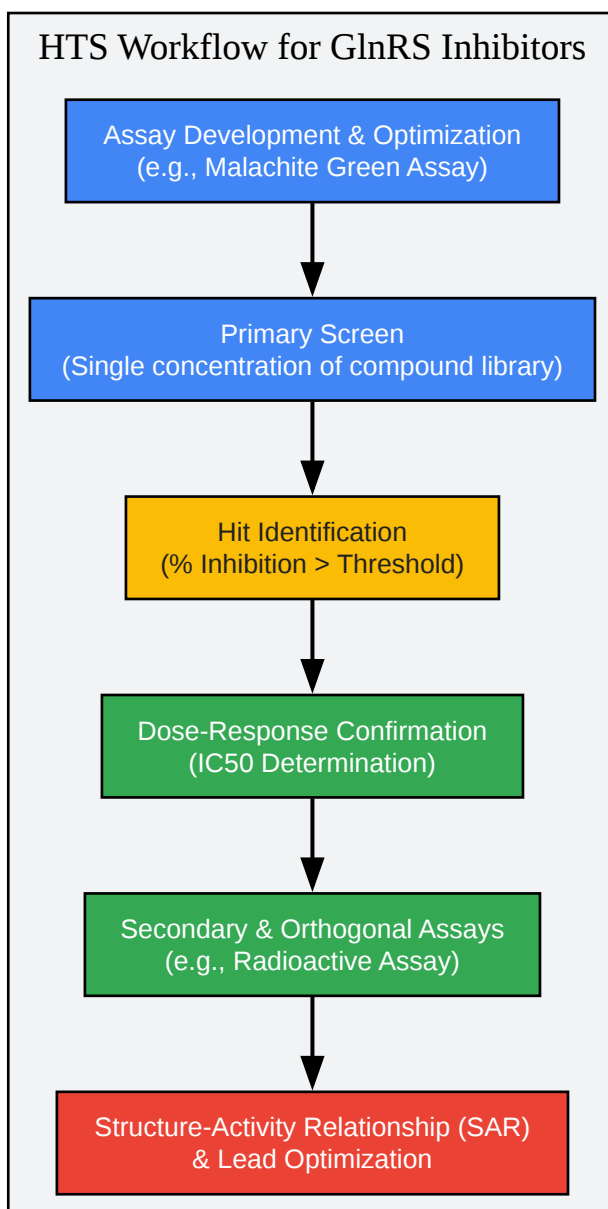 HTS Workflow for GlnRS Inhibitors
Assay Development & Optimization
(e.g., Malachite Green Assay)
Primary Screen
(Single concentration of compound library)
Hit Identification
(% Inhibition > Threshold)
Dose-Response Confirmation
(IC50 Determination)
Secondary & Orthogonal Assays
(e.g., Radioactive Assay)
Structure-Activity Relationship (SAR)
& Lead Optimization